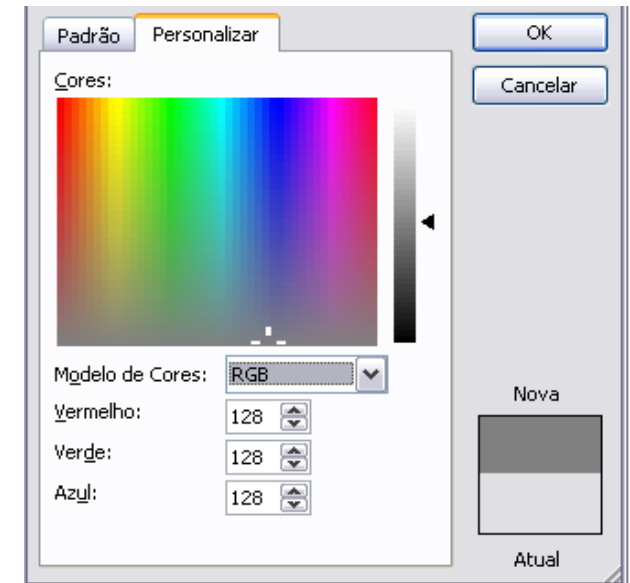 Padrão Personalizar OK
Cores: Cancelar
Modelo de Cores: RGB
Vermelho: 128
Verde: 128
Azul: 128
Nova
Atual